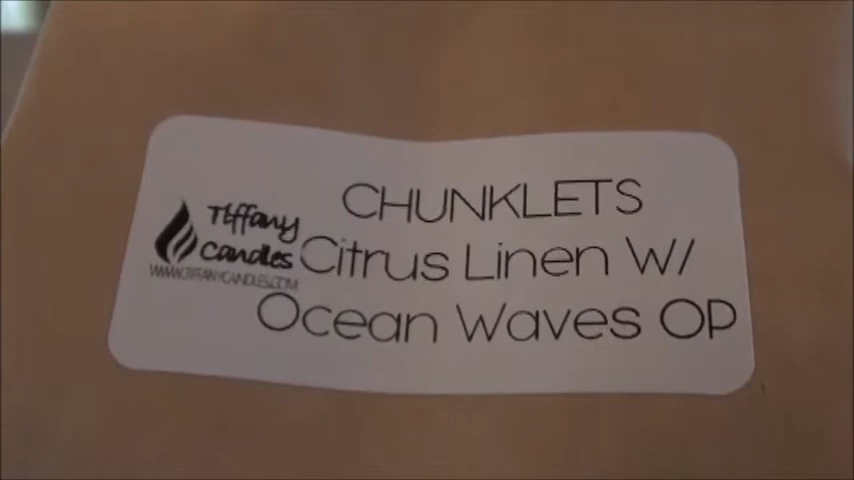 Tiffany
Candles
WWW.TIFFANYCANDLES.COM
CHUNKLETS
Citrus Linen W/
Ocean Waves OP